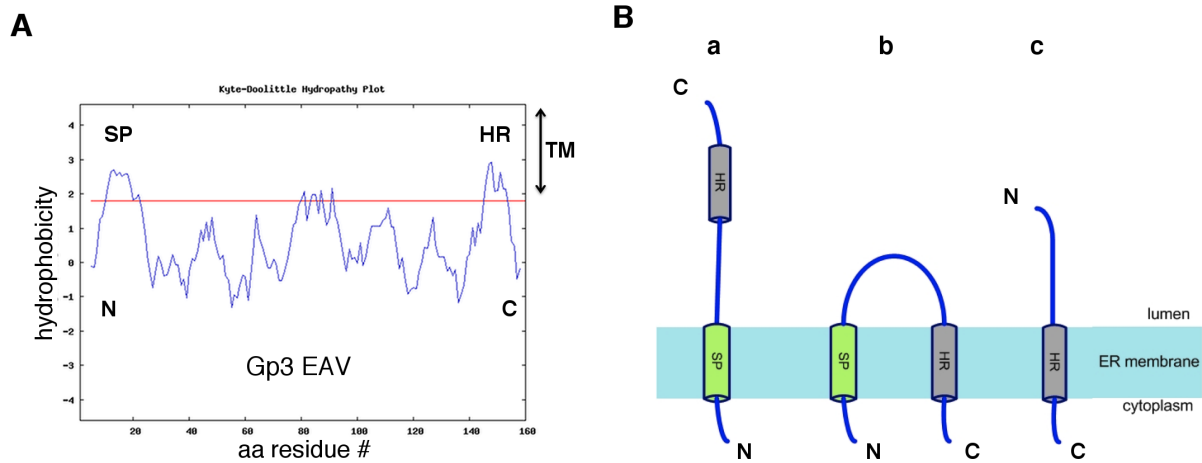 A
Kyte-Doolittle Hydropathy Plot
SP
HR
TM
hydrophobicity
4
3
2
1
0
-1
-2
-3
-4
N
C
Gp3 EAV
20
40
60
80
100
120
140
160
aa residue #
B
a
b
c
C
HR
N
lumen
SP
SP
HR
HR
ER membrane
cytoplasm
N
N
C
C